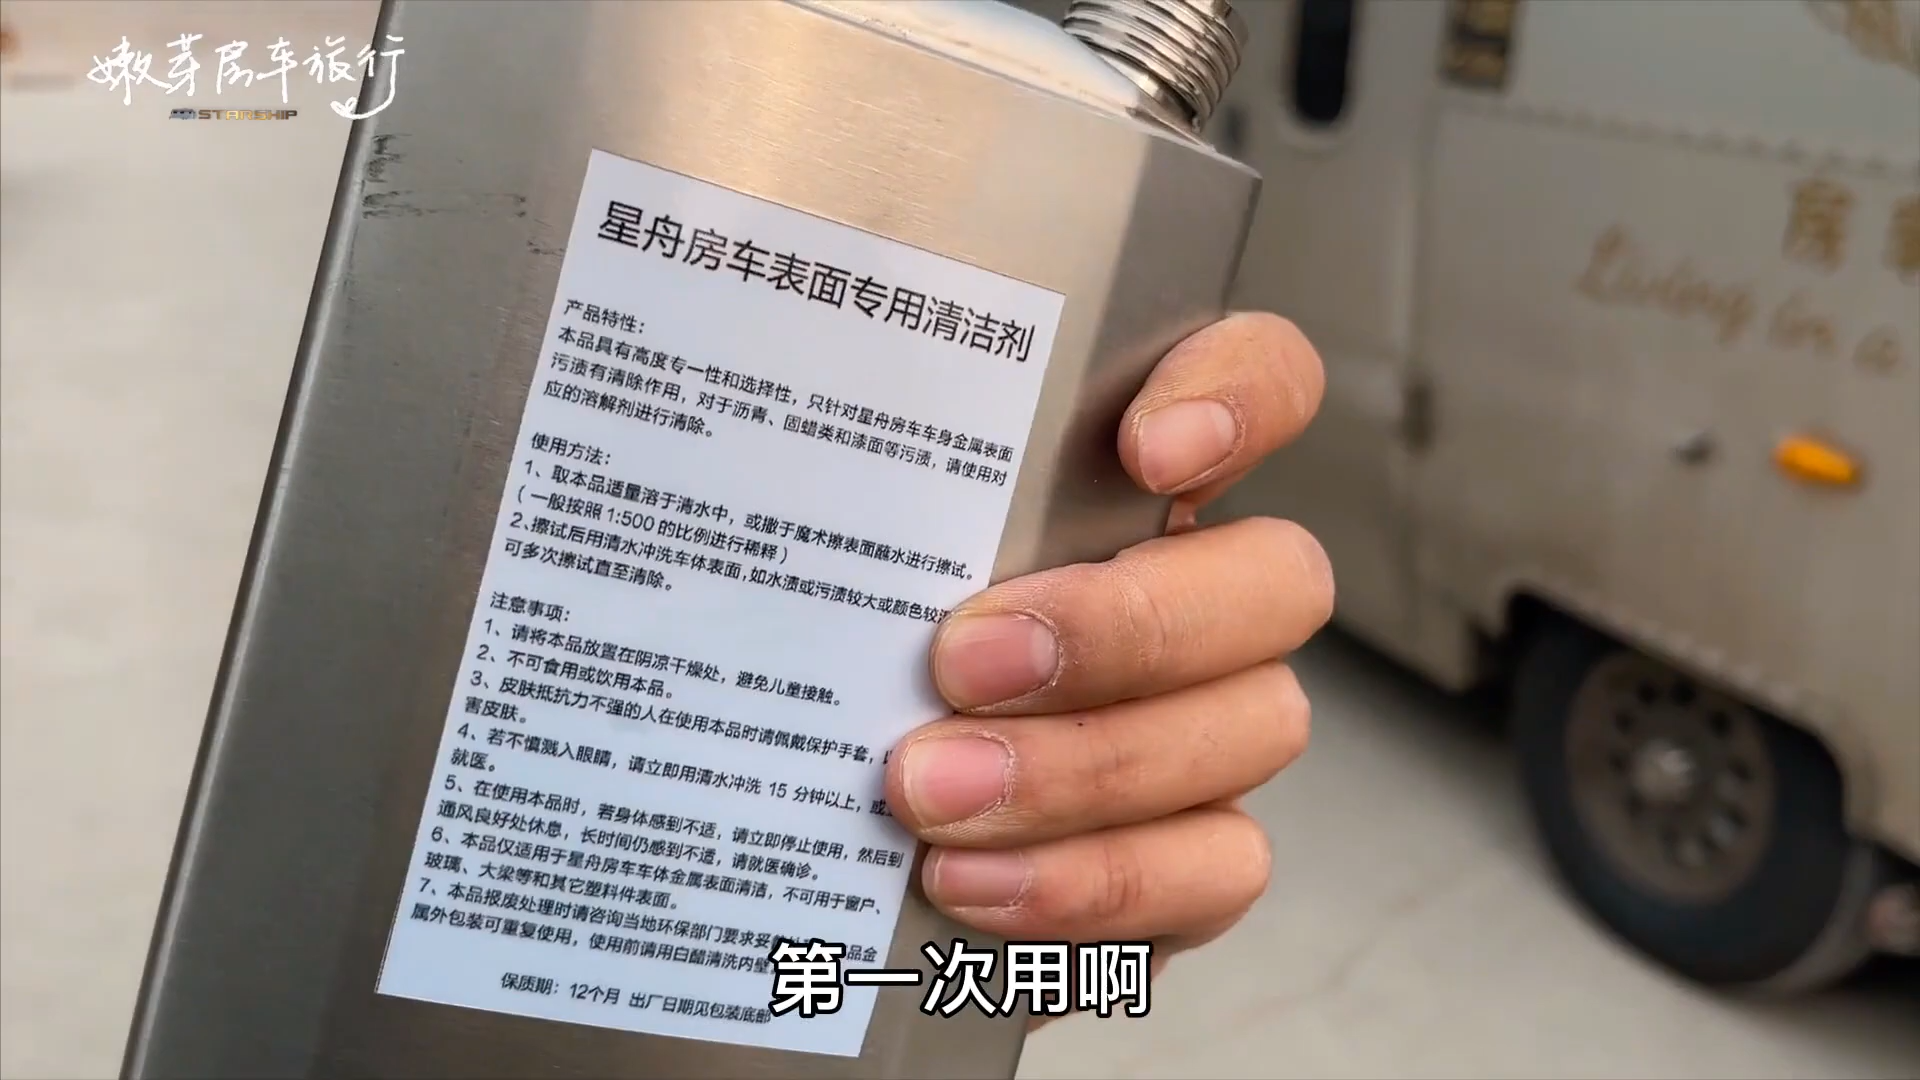 嫩芽房车旅行
STARSHIP
星舟房车表面专用清洁剂
产品特性：
本品具有高度专一性和选择性，只针对星舟房车车身金属表面
污渍有清除作用，对于沥青、固蜡类和漆面等污渍，请使用对
应的溶解剂进行清除。
使用方法：
1、取本品适量溶于清水中，或撒于魔术擦表面蘸水进行擦试。
（一般按照1:500的比例进行稀释）
2、擦试后用清水冲洗车体表面，如水渍或污渍较大或颜色较
可多次擦试直至清除。
注意事项：
1、请将本品放置在阴凉干燥处，避免儿童接触。
2、不可食用或饮用本品。
3、皮肤抵抗力不强的人在使用本品时请佩戴保护手套，
害皮肤。
4、若不慎溅入眼睛，请立即用清水冲洗 15 分钟以上，或
就医。
5、在使用本品时，若身体感到不适，请立即停止使用，然后到
通风良好处休息，长时间仍感到不适，请就医确诊。
6、本品仅适用于星舟房车车体金属表面清洁，不可用于窗户、
玻璃、大梁等和其它塑料件表面。
7、本品报废处理时请咨询当地环保部门要求妥 品金
属外包装可重复使用，使用前请用白醋清洗内壁
保质期：12个月 出厂日期见包装底部
第一次用啊
Living in a